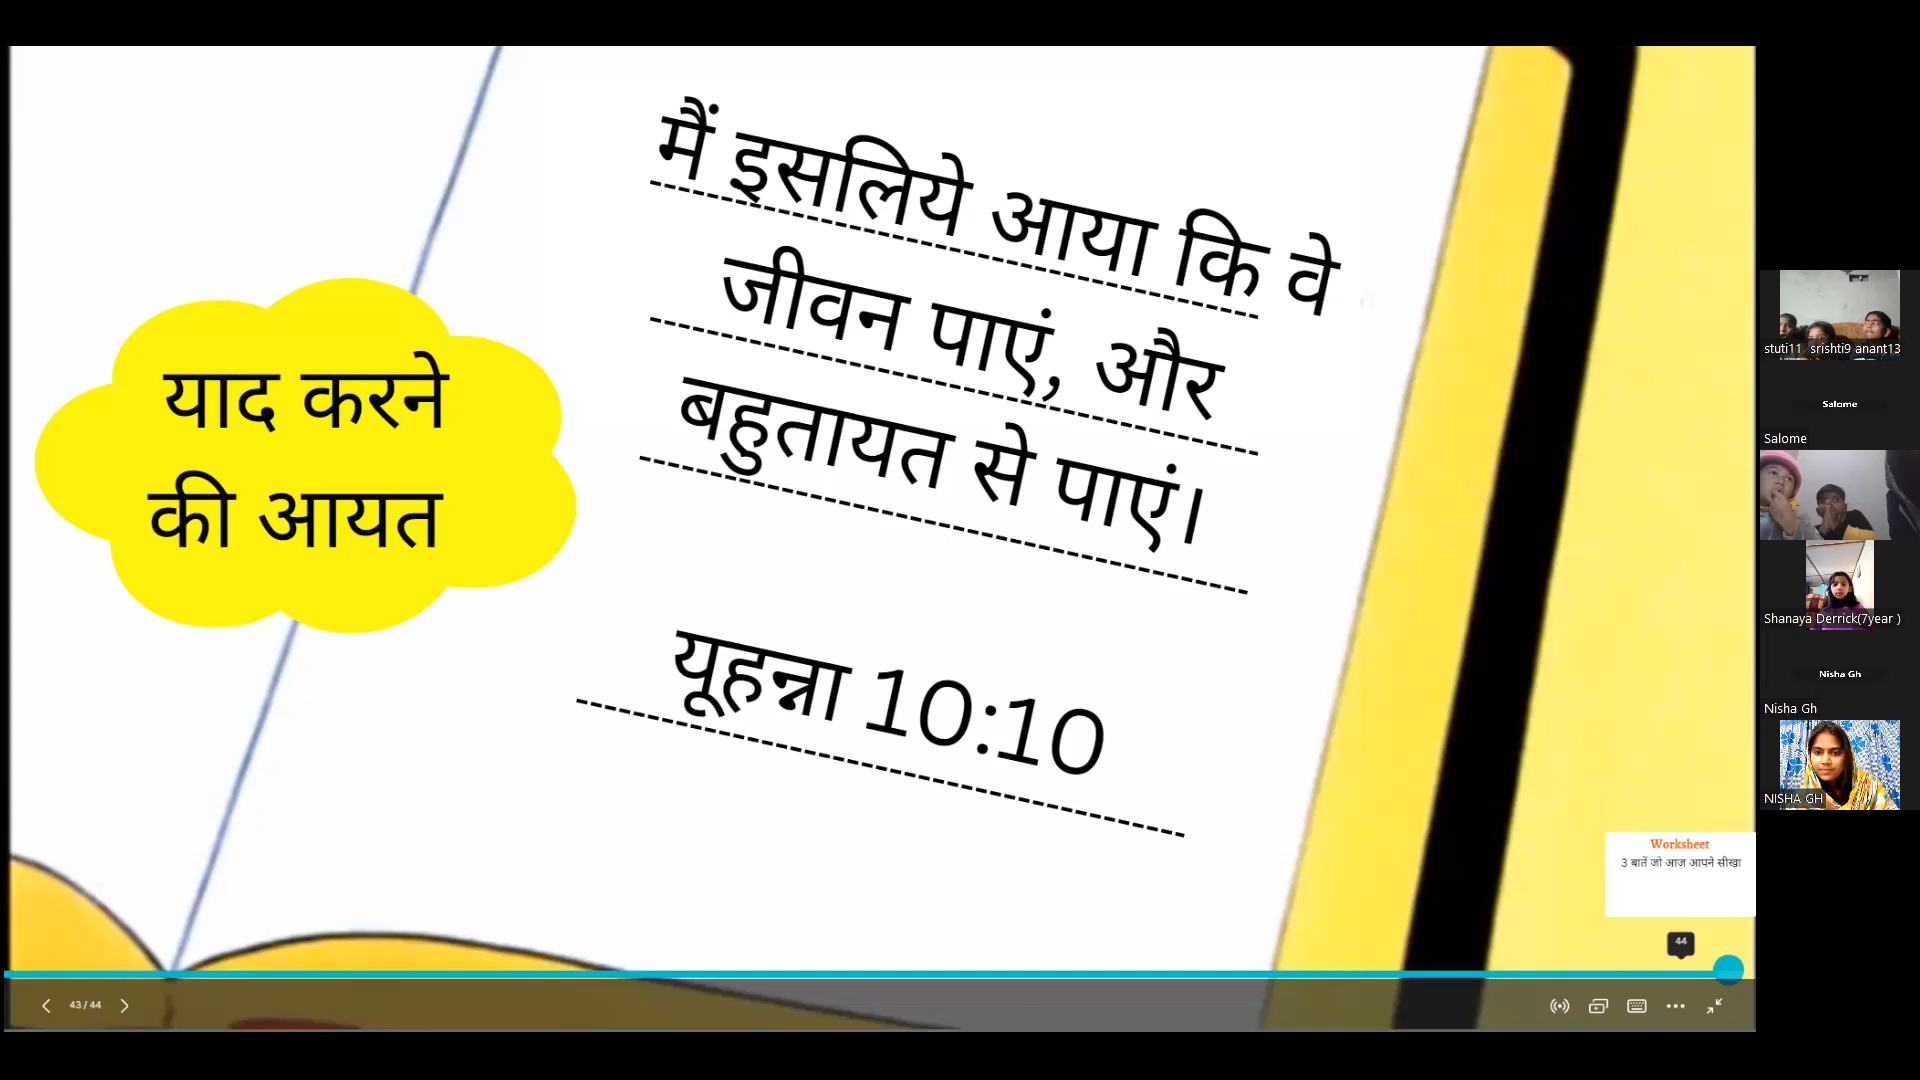 याद करने
की आयत
मैं इसलिये आया कि वे
जीवन पाएं, और
बहुतायत से पाएं।
यूहन्ना 10:10
Worksheet
3 बातें जो आज आपने सीखा
44
43 / 44
stuti11 srishti9 anant13
Salome
Salome
Shanaya Derrick(7year )
Nisha Gh
Nisha Gh
NISHA GH